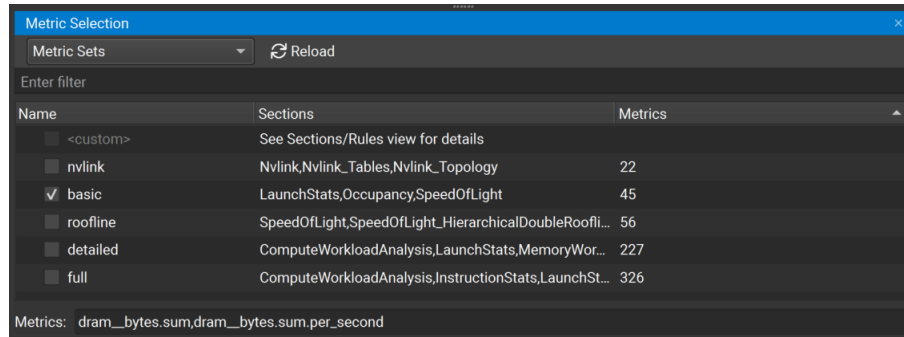 Metric Selection
Metric Sets Reload
Enter filter
Name Sections Metrics
<custom> See Sections/Rules view for details
nvlink Nvlink,Nvlink_Tables,Nvlink_Topology 22
basic LaunchStats,Occupancy,SpeedOfLight 45
roofline SpeedOfLight,SpeedOfLight_HierarchicalDoubleRoofli... 56
detailed ComputeWorkloadAnalysis,LaunchStats,MemoryWor... 227
full ComputeWorkloadAnalysis,InstructionStats,LaunchSt... 326
Metrics: dram__bytes.sum,dram__bytes.sum.per_second